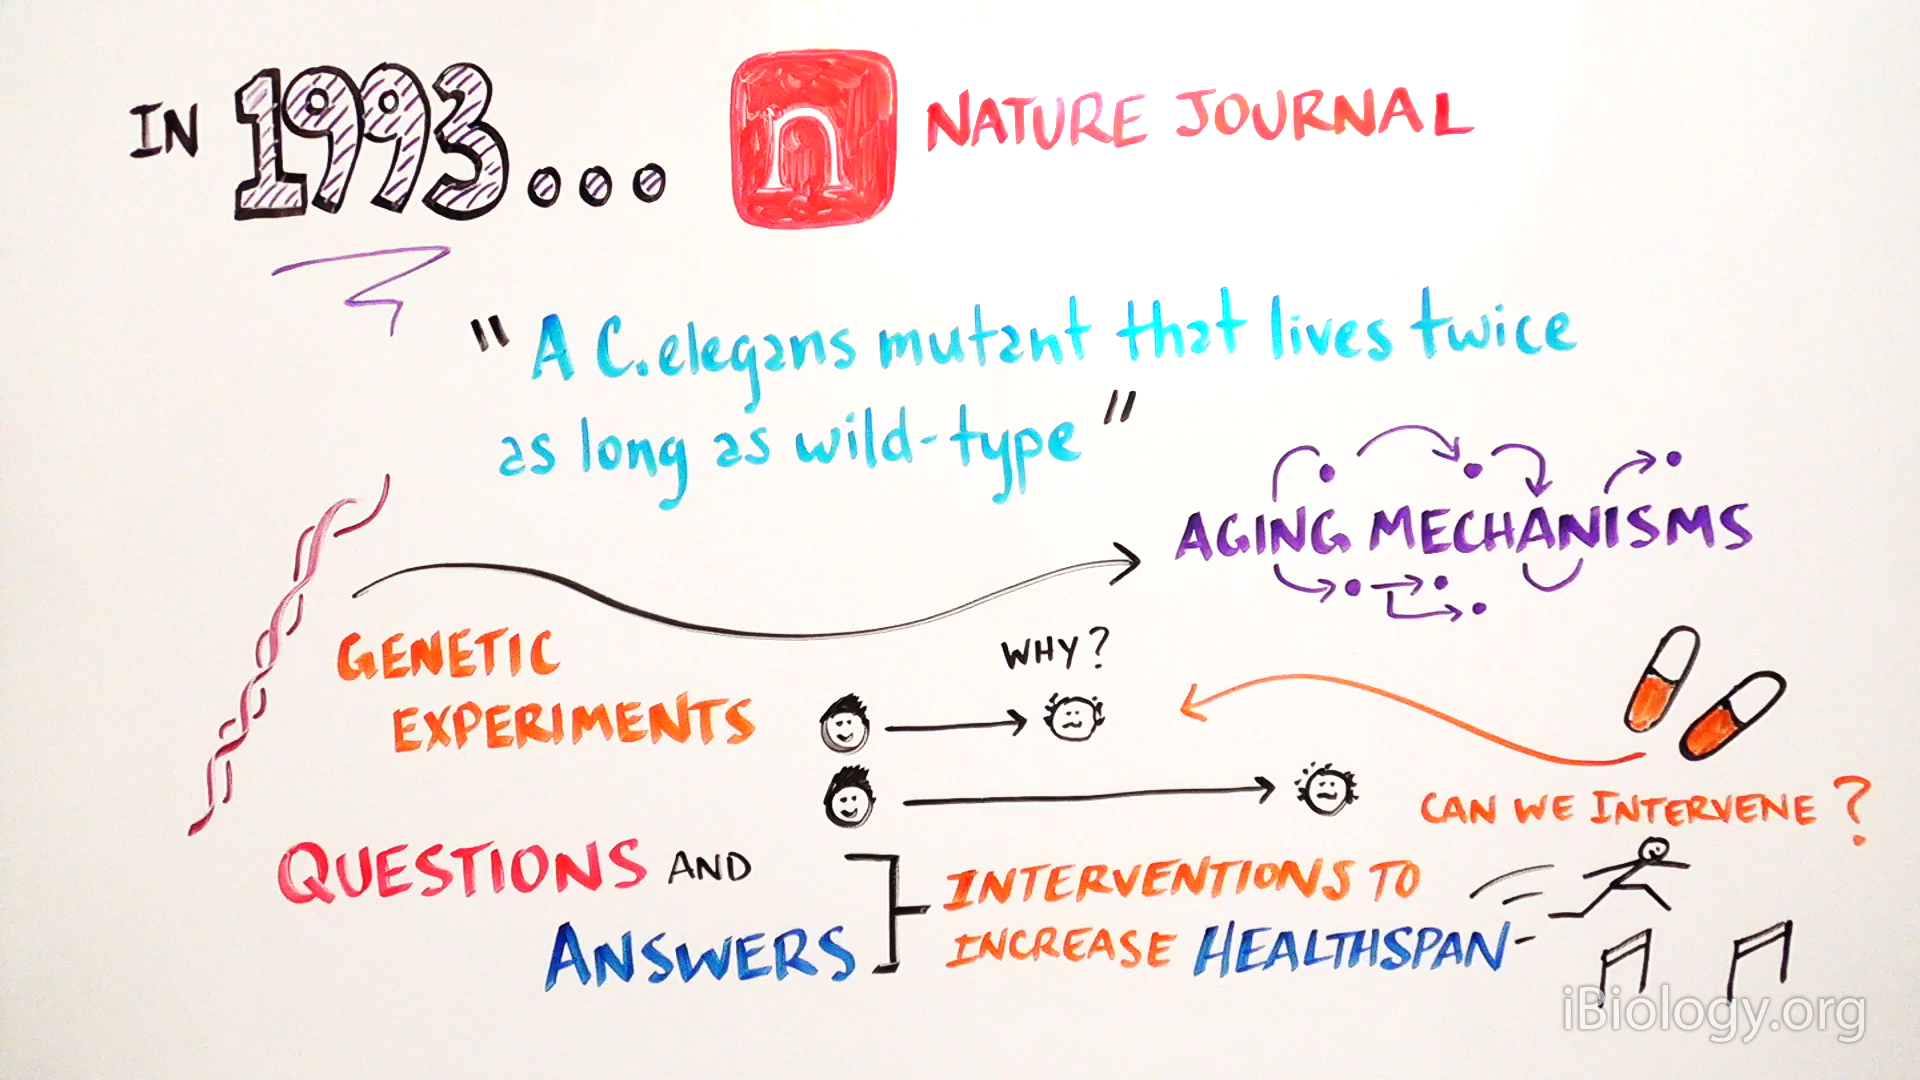 IN 1993...
n NATURE JOURNAL
"A C.elegans mutant that lives twice
as long as wild-type"
AGING MECHANISMS
GENETIC
EXPERIMENTS
WHY?
CAN WE INTERVENE?
QUESTIONS AND
ANSWERS
INTERVENTIONS TO
INCREASE HEALTHSPAN-
iBiology.org